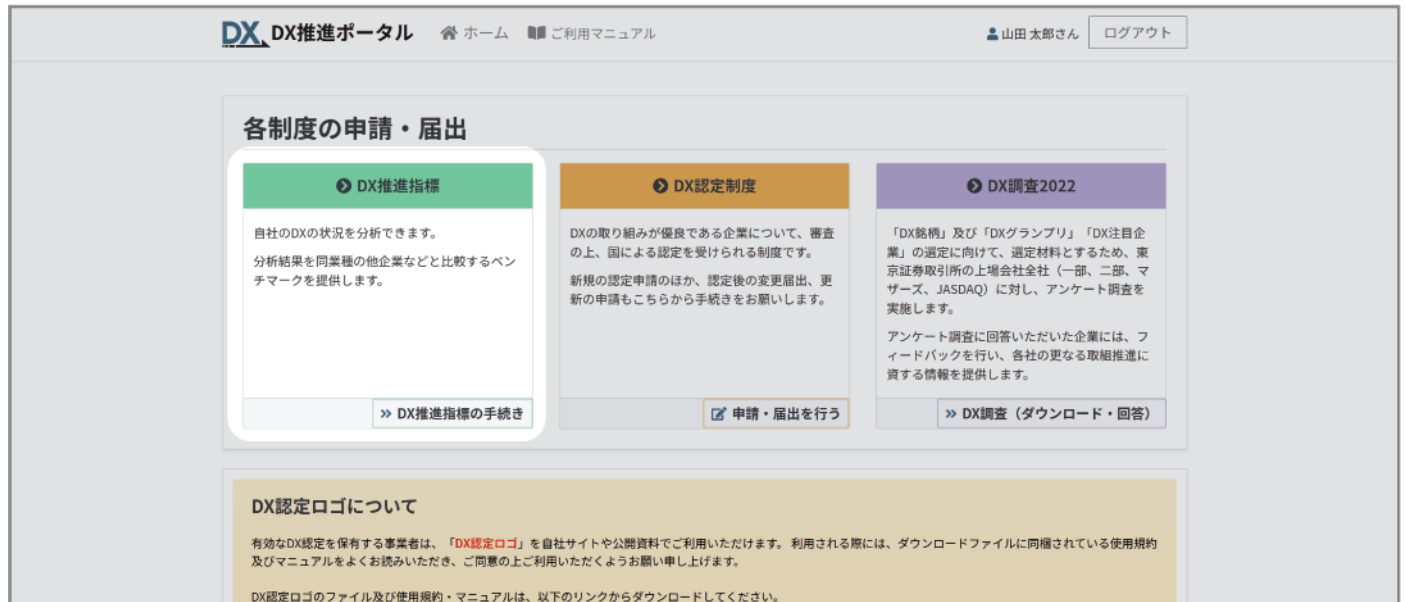 DX DX推進ポータル ホーム ご利用マニュアル 山田 太郎さん ログアウト
各制度の申請・届出
DX推進指標
自社のDXの状況を分析できます。
分析結果を同業種の他企業などと比較するベン
チマークを提供します。
DX推進指標の手続き
DX認定制度
DXの取り組みが優良である企業について、審査
の上、国による認定を受けられる制度です。
新規の認定申請のほか、認定後の変更届出、更
新の申請もこちらから手続きをお願いします。
申請・届出を行う
DX調査2022
「DX銘柄」及び「DXグランプリ」「DX注目企
業」の選定に向けて、選定材料とするため、東
京証券取引所の上場会社全社（一部、二部、マ
ザーズ、JASDAQ）に対し、アンケート調査を
実施します。
アンケート調査に回答いただいた企業には、フ
ィードバックを行い、各社の更なる取組推進に
資する情報を提供します。
DX調査（ダウンロード・回答）
DX認定ロゴについて
有効なDX認定を保有する事業者は、「DX認定ロゴ」を自社サイトや公開資料でご利用いただけます。 利用される際には、ダウンロードファイルに同梱されている使用規約
及びマニュアルをよくお読みいただき、ご同意の上ご利用いただくようお願い申し上げます。
DX認定ロゴのファイル及び使用規約・マニュアルは、以下のリンクからダウンロードしてください。